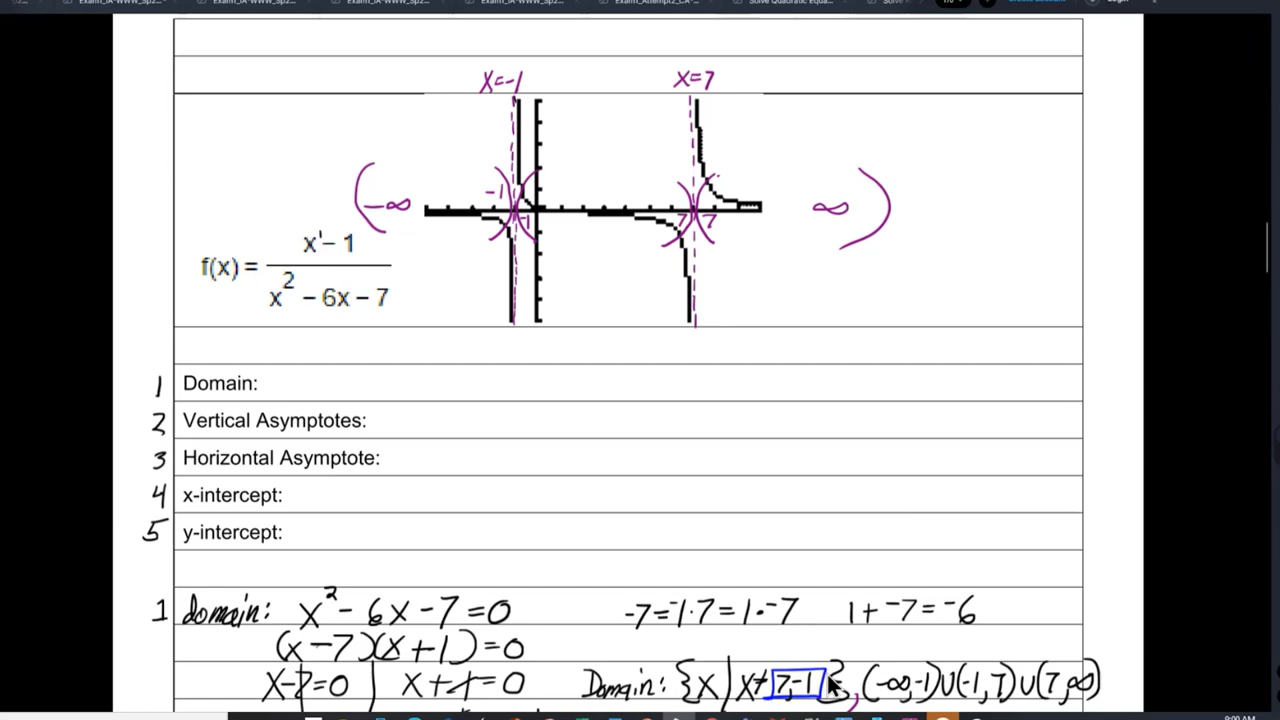 x=-1 x=7
(-∞ -1)(-1 7)(7 ∞)
f(x) = x'- 1
x² - 6x - 7
1 Domain:
2 Vertical Asymptotes:
3 Horizontal Asymptote:
4 x-intercept:
5 y-intercept:
1 domain: x² - 6x - 7 = 0 -7 = -1·7 = 1·-7 1 + -7 = -6
(x - 7)(x + 1) = 0
x - 7 = 0 | x + 1 = 0 Domain: {x | x ≠ 7, -1}, (-∞, -1)∪(-1, 7)∪(7, ∞)